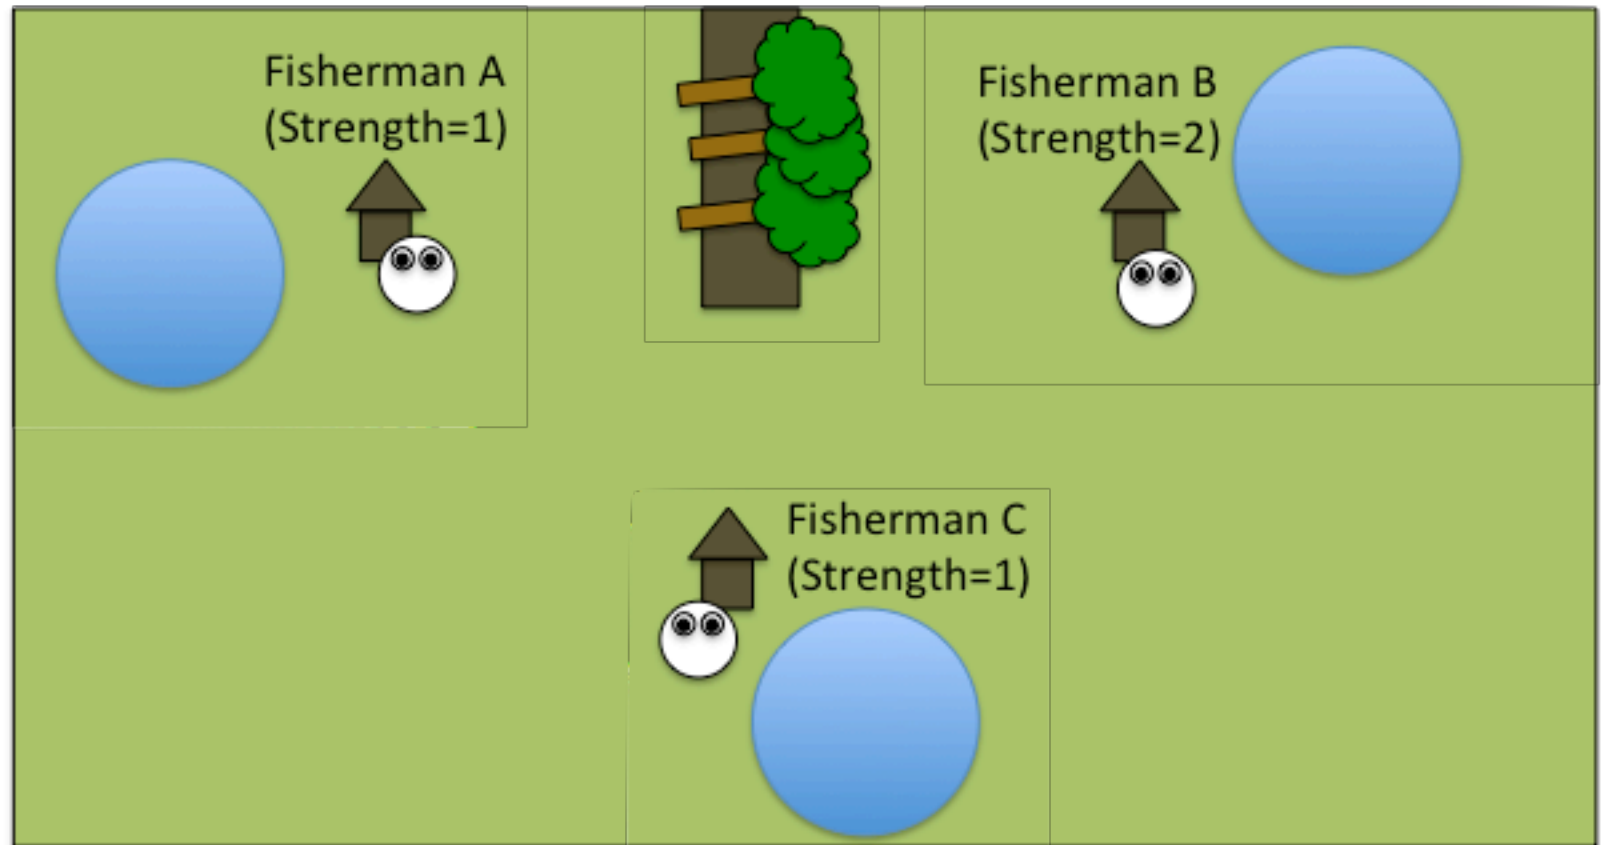 Fisherman A
(Strength=1)
Fisherman B
(Strength=2)
Fisherman C
(Strength=1)